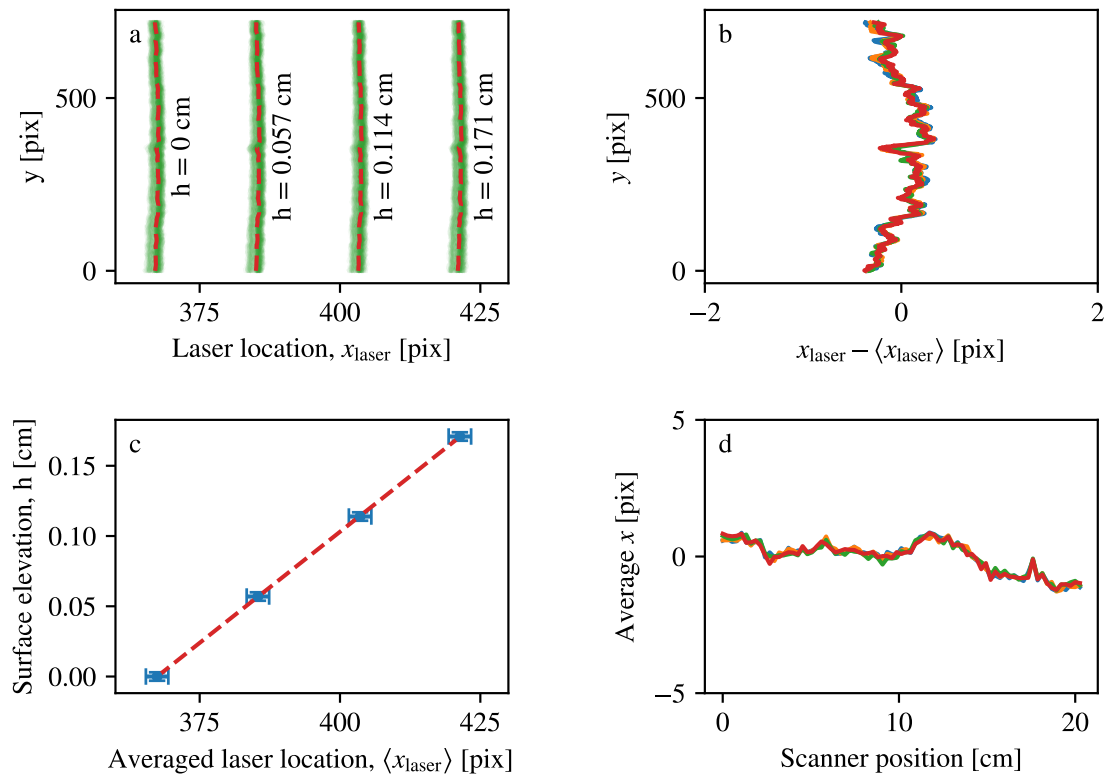 a
500
0
y [pix]
h = 0 cm
h = 0.057 cm
h = 0.114 cm
h = 0.171 cm
375
400
425
Laser location, x_laser [pix]
b
500
0
y [pix]
−2
0
2
x_laser − ⟨x_laser⟩ [pix]
c
0.15
0.10
0.05
0.00
Surface elevation, h [cm]
375
400
425
Averaged laser location, ⟨x_laser⟩ [pix]
d
5
0
−5
Average x [pix]
0
10
20
Scanner position [cm]